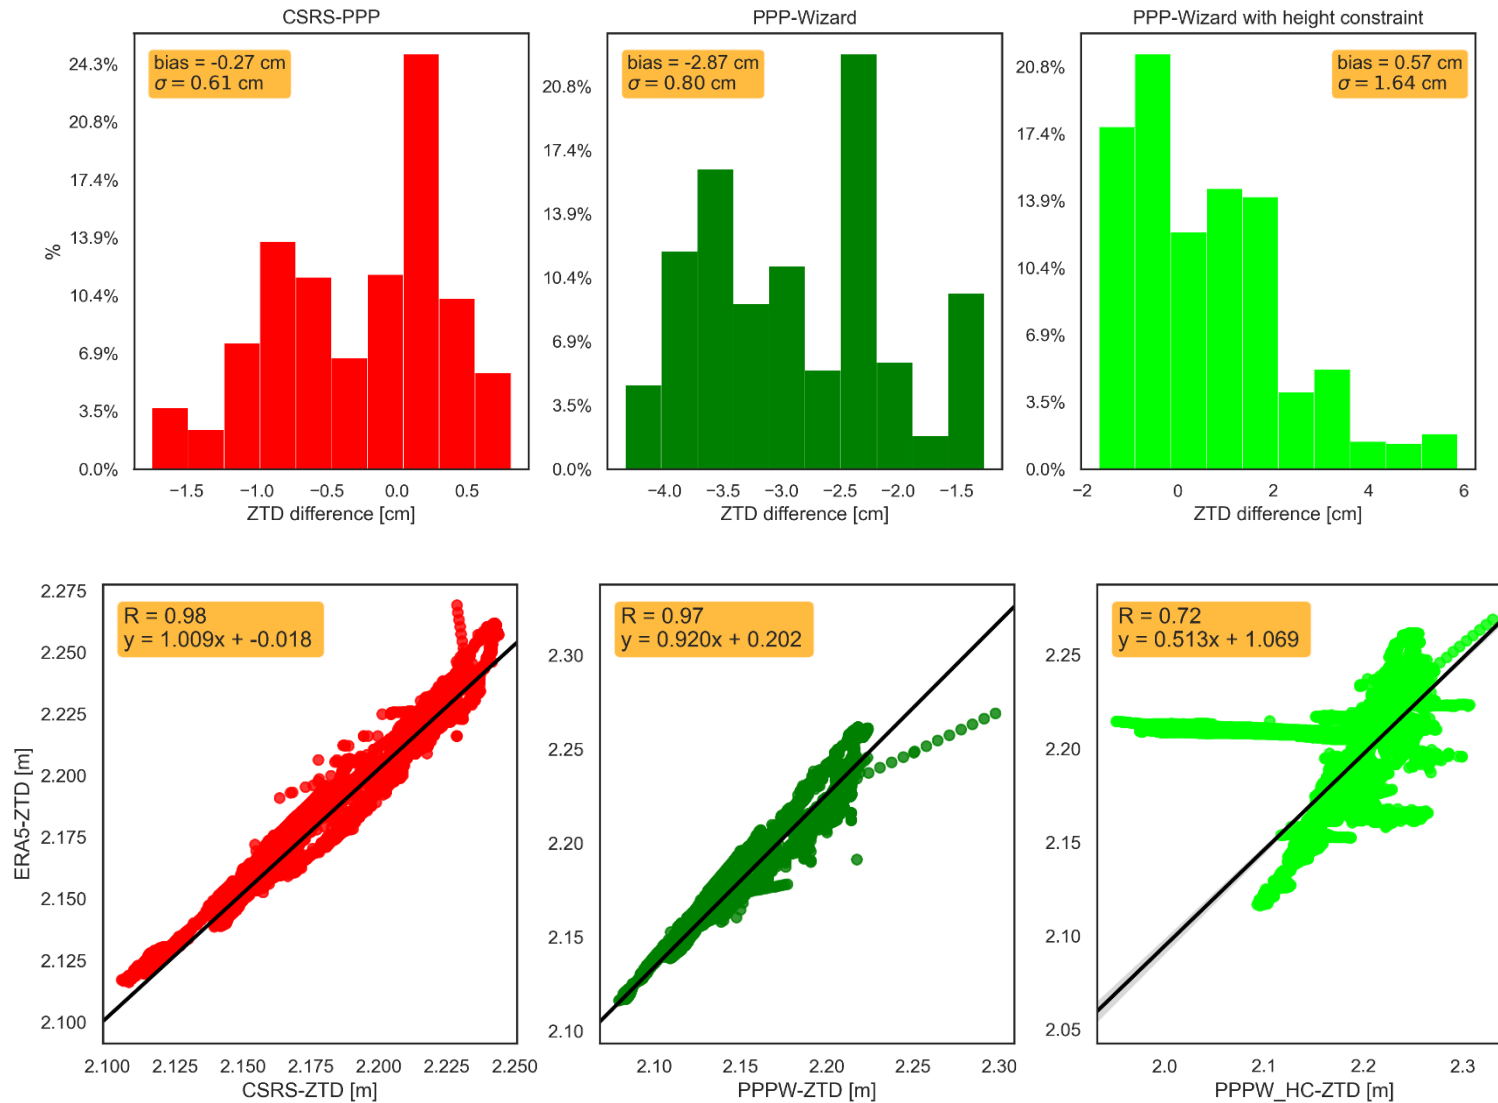 CSRS-PPP
PPP-Wizard
PPP-Wizard with height constraint
bias = -0.27 cm
σ = 0.61 cm
bias = -2.87 cm
σ = 0.80 cm
bias = 0.57 cm
σ = 1.64 cm
%
24.3%
20.8%
17.4%
13.9%
10.4%
6.9%
3.5%
0.0%
20.8%
17.4%
13.9%
10.4%
6.9%
3.5%
0.0%
20.8%
17.4%
13.9%
10.4%
6.9%
3.5%
0.0%
−1.5 −1.0 −0.5 0.0 0.5
−4.0 −3.5 −3.0 −2.5 −2.0 −1.5
−2 0 2 4 6
ZTD difference [cm]
ZTD difference [cm]
ZTD difference [cm]
R = 0.98
y = 1.009x + -0.018
R = 0.97
y = 0.920x + 0.202
R = 0.72
y = 0.513x + 1.069
ERA5-ZTD [m]
2.275
2.250
2.225
2.200
2.175
2.150
2.125
2.100
2.30
2.25
2.20
2.15
2.10
2.25
2.20
2.15
2.10
2.05
2.100 2.125 2.150 2.175 2.200 2.225 2.250
2.10 2.15 2.20 2.25 2.30
2.0 2.1 2.2 2.3
CSRS-ZTD [m]
PPPW-ZTD [m]
PPPW_HC-ZTD [m]